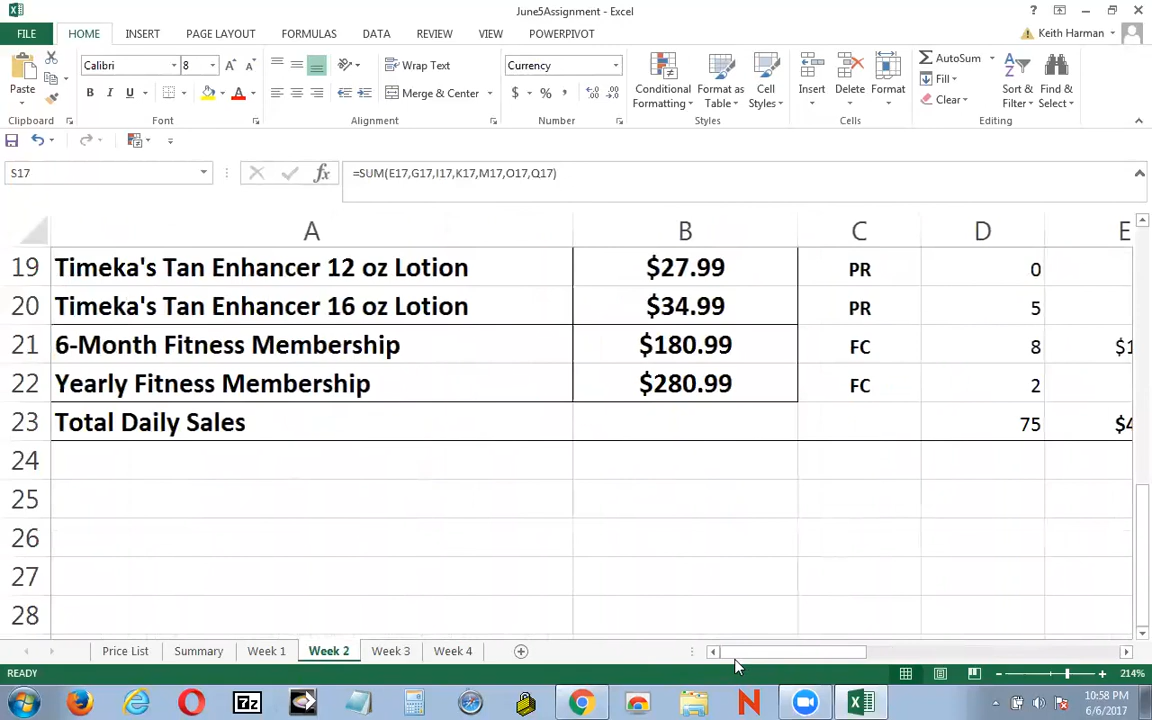 June5Assignment - Excel
FILE HOME INSERT PAGE LAYOUT FORMULAS DATA REVIEW VIEW POWERPIVOT Keith Harman
Calibri 8 Wrap Text Currency AutoSum
Paste B I U Merge & Center $ % Conditional Formatting Format as Table Cell Styles Insert Delete Format Fill Clear Sort & Filter Find & Select
Clipboard Font Alignment Number Styles Cells Editing
S17 fx =SUM(E17,G17,I17,K17,M17,O17,Q17)
A B C D E
19 Timeka's Tan Enhancer 12 oz Lotion $27.99 PR 0
20 Timeka's Tan Enhancer 16 oz Lotion $34.99 PR 5
21 6-Month Fitness Membership $180.99 FC 8 $1
22 Yearly Fitness Membership $280.99 FC 2
23 Total Daily Sales 75 $4
24
25
26
27
28
Price List Summary Week 1 Week 2 Week 3 Week 4
READY 214%
7z N 10:58 PM
6/6/2017